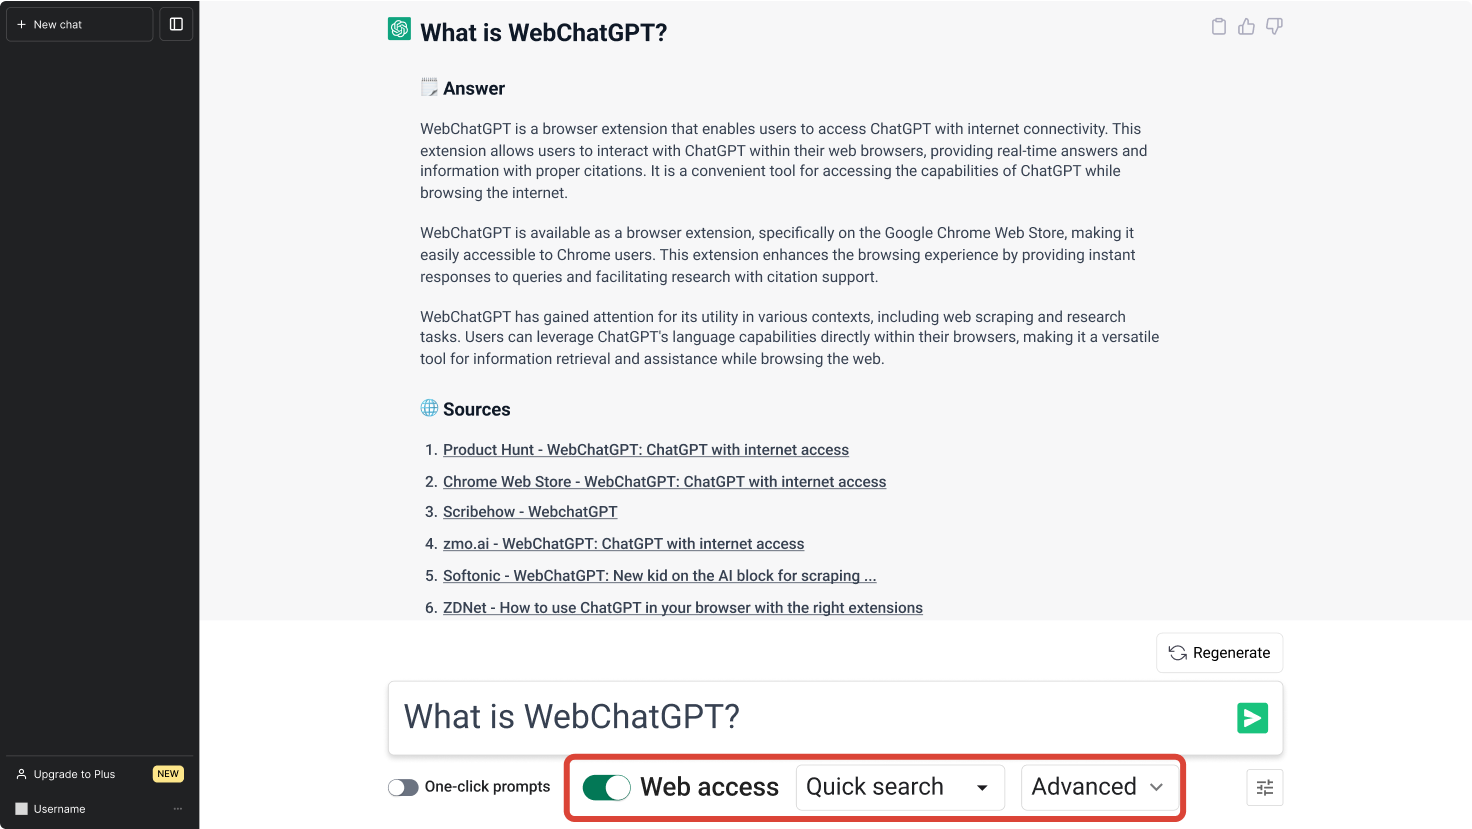 New chat
What is WebChatGPT?
Answer
WebChatGPT is a browser extension that enables users to access ChatGPT with internet connectivity. This
extension allows users to interact with ChatGPT within their web browsers, providing real-time answers and
information with proper citations. It is a convenient tool for accessing the capabilities of ChatGPT while
browsing the internet.
WebChatGPT is available as a browser extension, specifically on the Google Chrome Web Store, making it
easily accessible to Chrome users. This extension enhances the browsing experience by providing instant
responses to queries and facilitating research with citation support.
WebChatGPT has gained attention for its utility in various contexts, including web scraping and research
tasks. Users can leverage ChatGPT's language capabilities directly within their browsers, making it a versatile
tool for information retrieval and assistance while browsing the web.
Sources
1. Product Hunt - WebChatGPT: ChatGPT with internet access
2. Chrome Web Store - WebChatGPT: ChatGPT with internet access
3. Scribehow - WebchatGPT
4. zmo.ai - WebChatGPT: ChatGPT with internet access
5. Softonic - WebChatGPT: New kid on the AI block for scraping ...
6. ZDNet - How to use ChatGPT in your browser with the right extensions
Regenerate
What is WebChatGPT?
One-click prompts Web access Quick search Advanced
Upgrade to Plus NEW
Username ...